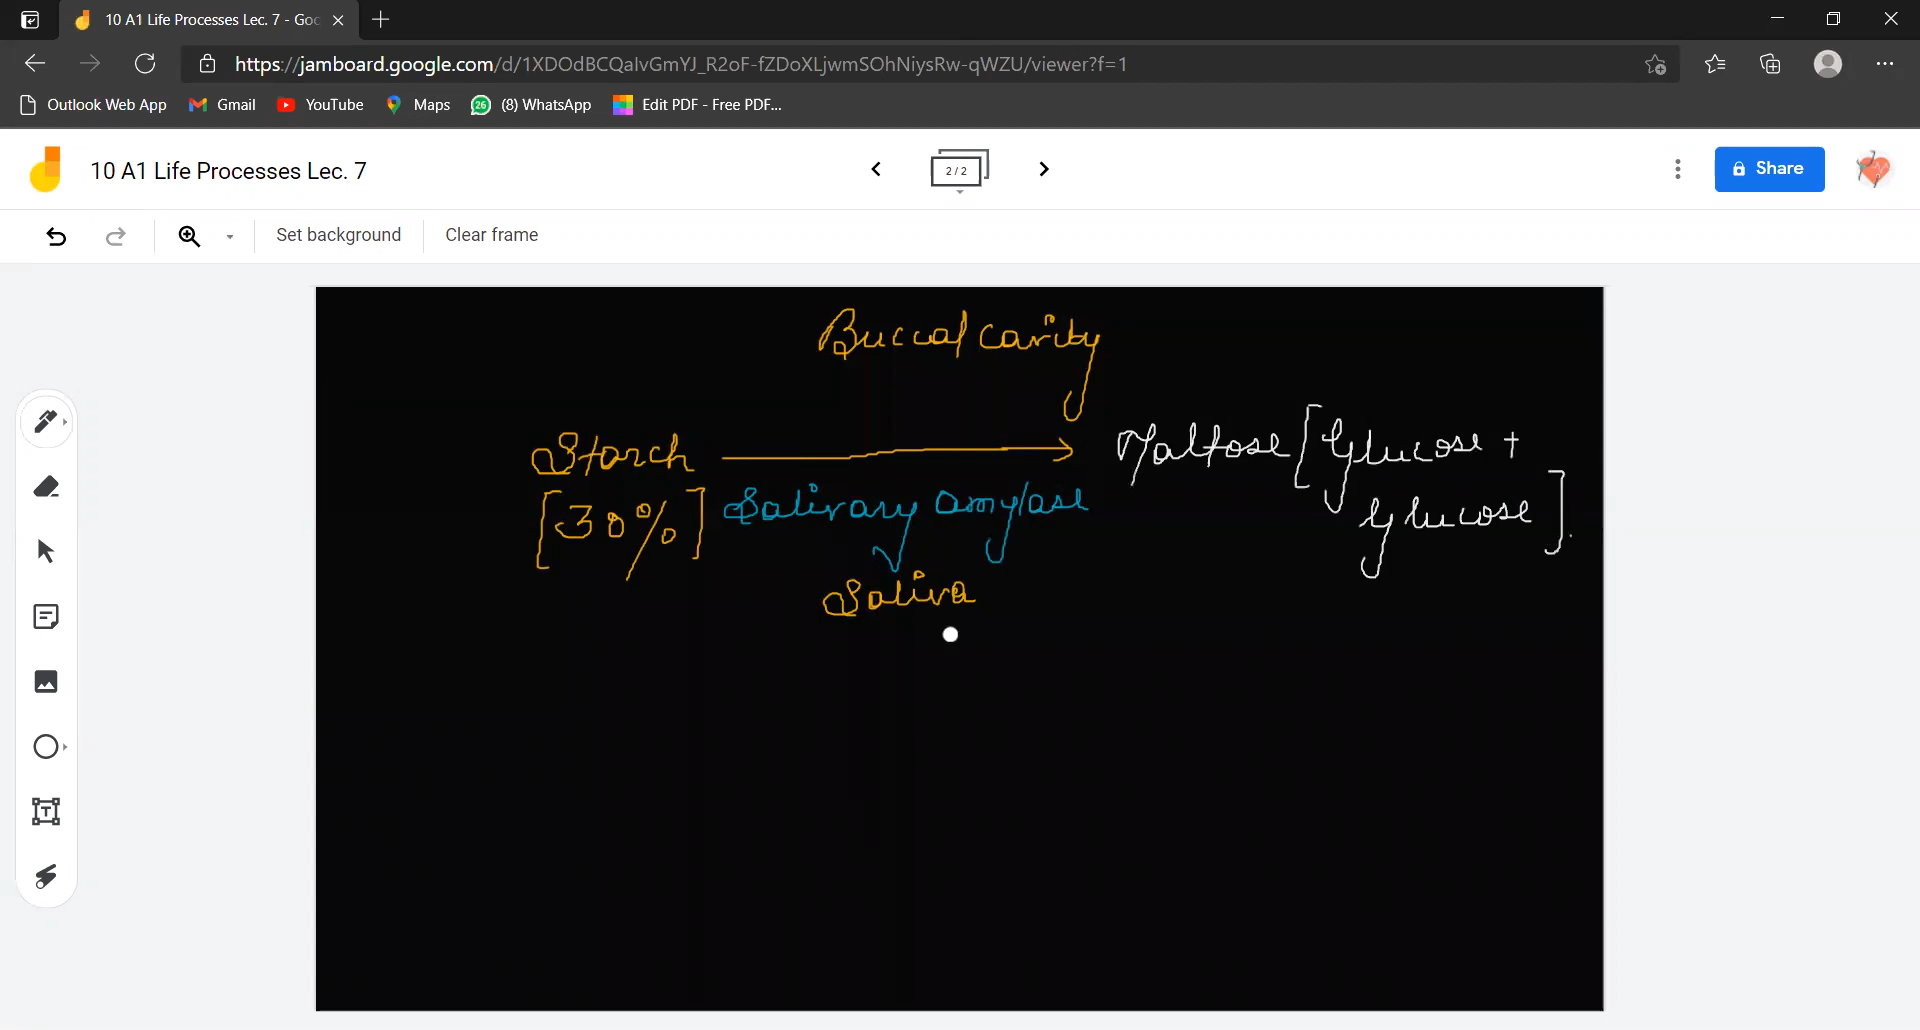 10 A1 Life Processes Lec. 7 - Goo
https://jamboard.google.com/d/1XDOdBCQaIvGmYJ_R2oF-fZDoXLjwmSOhNiysRw-qWZU/viewer?f=1
Outlook Web App Gmail YouTube Maps 26 (8) WhatsApp Edit PDF - Free PDF...
10 A1 Life Processes Lec. 7
2 / 2
Share
Set background Clear frame
Buccal cavity
Starch Maltose [Glucose +
[30%] Salivary amylase Glucose].
Saliva